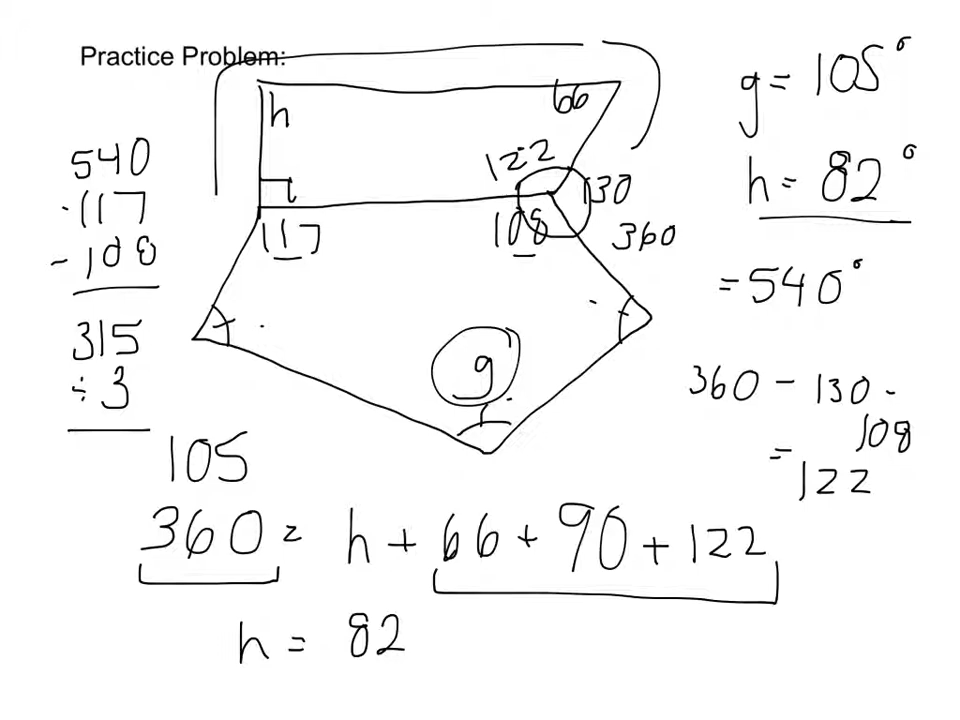 Practice Problem:
g = 105°
h = 82°
= 540°
h
66
122
130
117
108
360
g
540
-117
- 108
315
÷ 3
105
360 - 130 -
108
= 122
360 = h + 66 + 90 + 122
h = 82